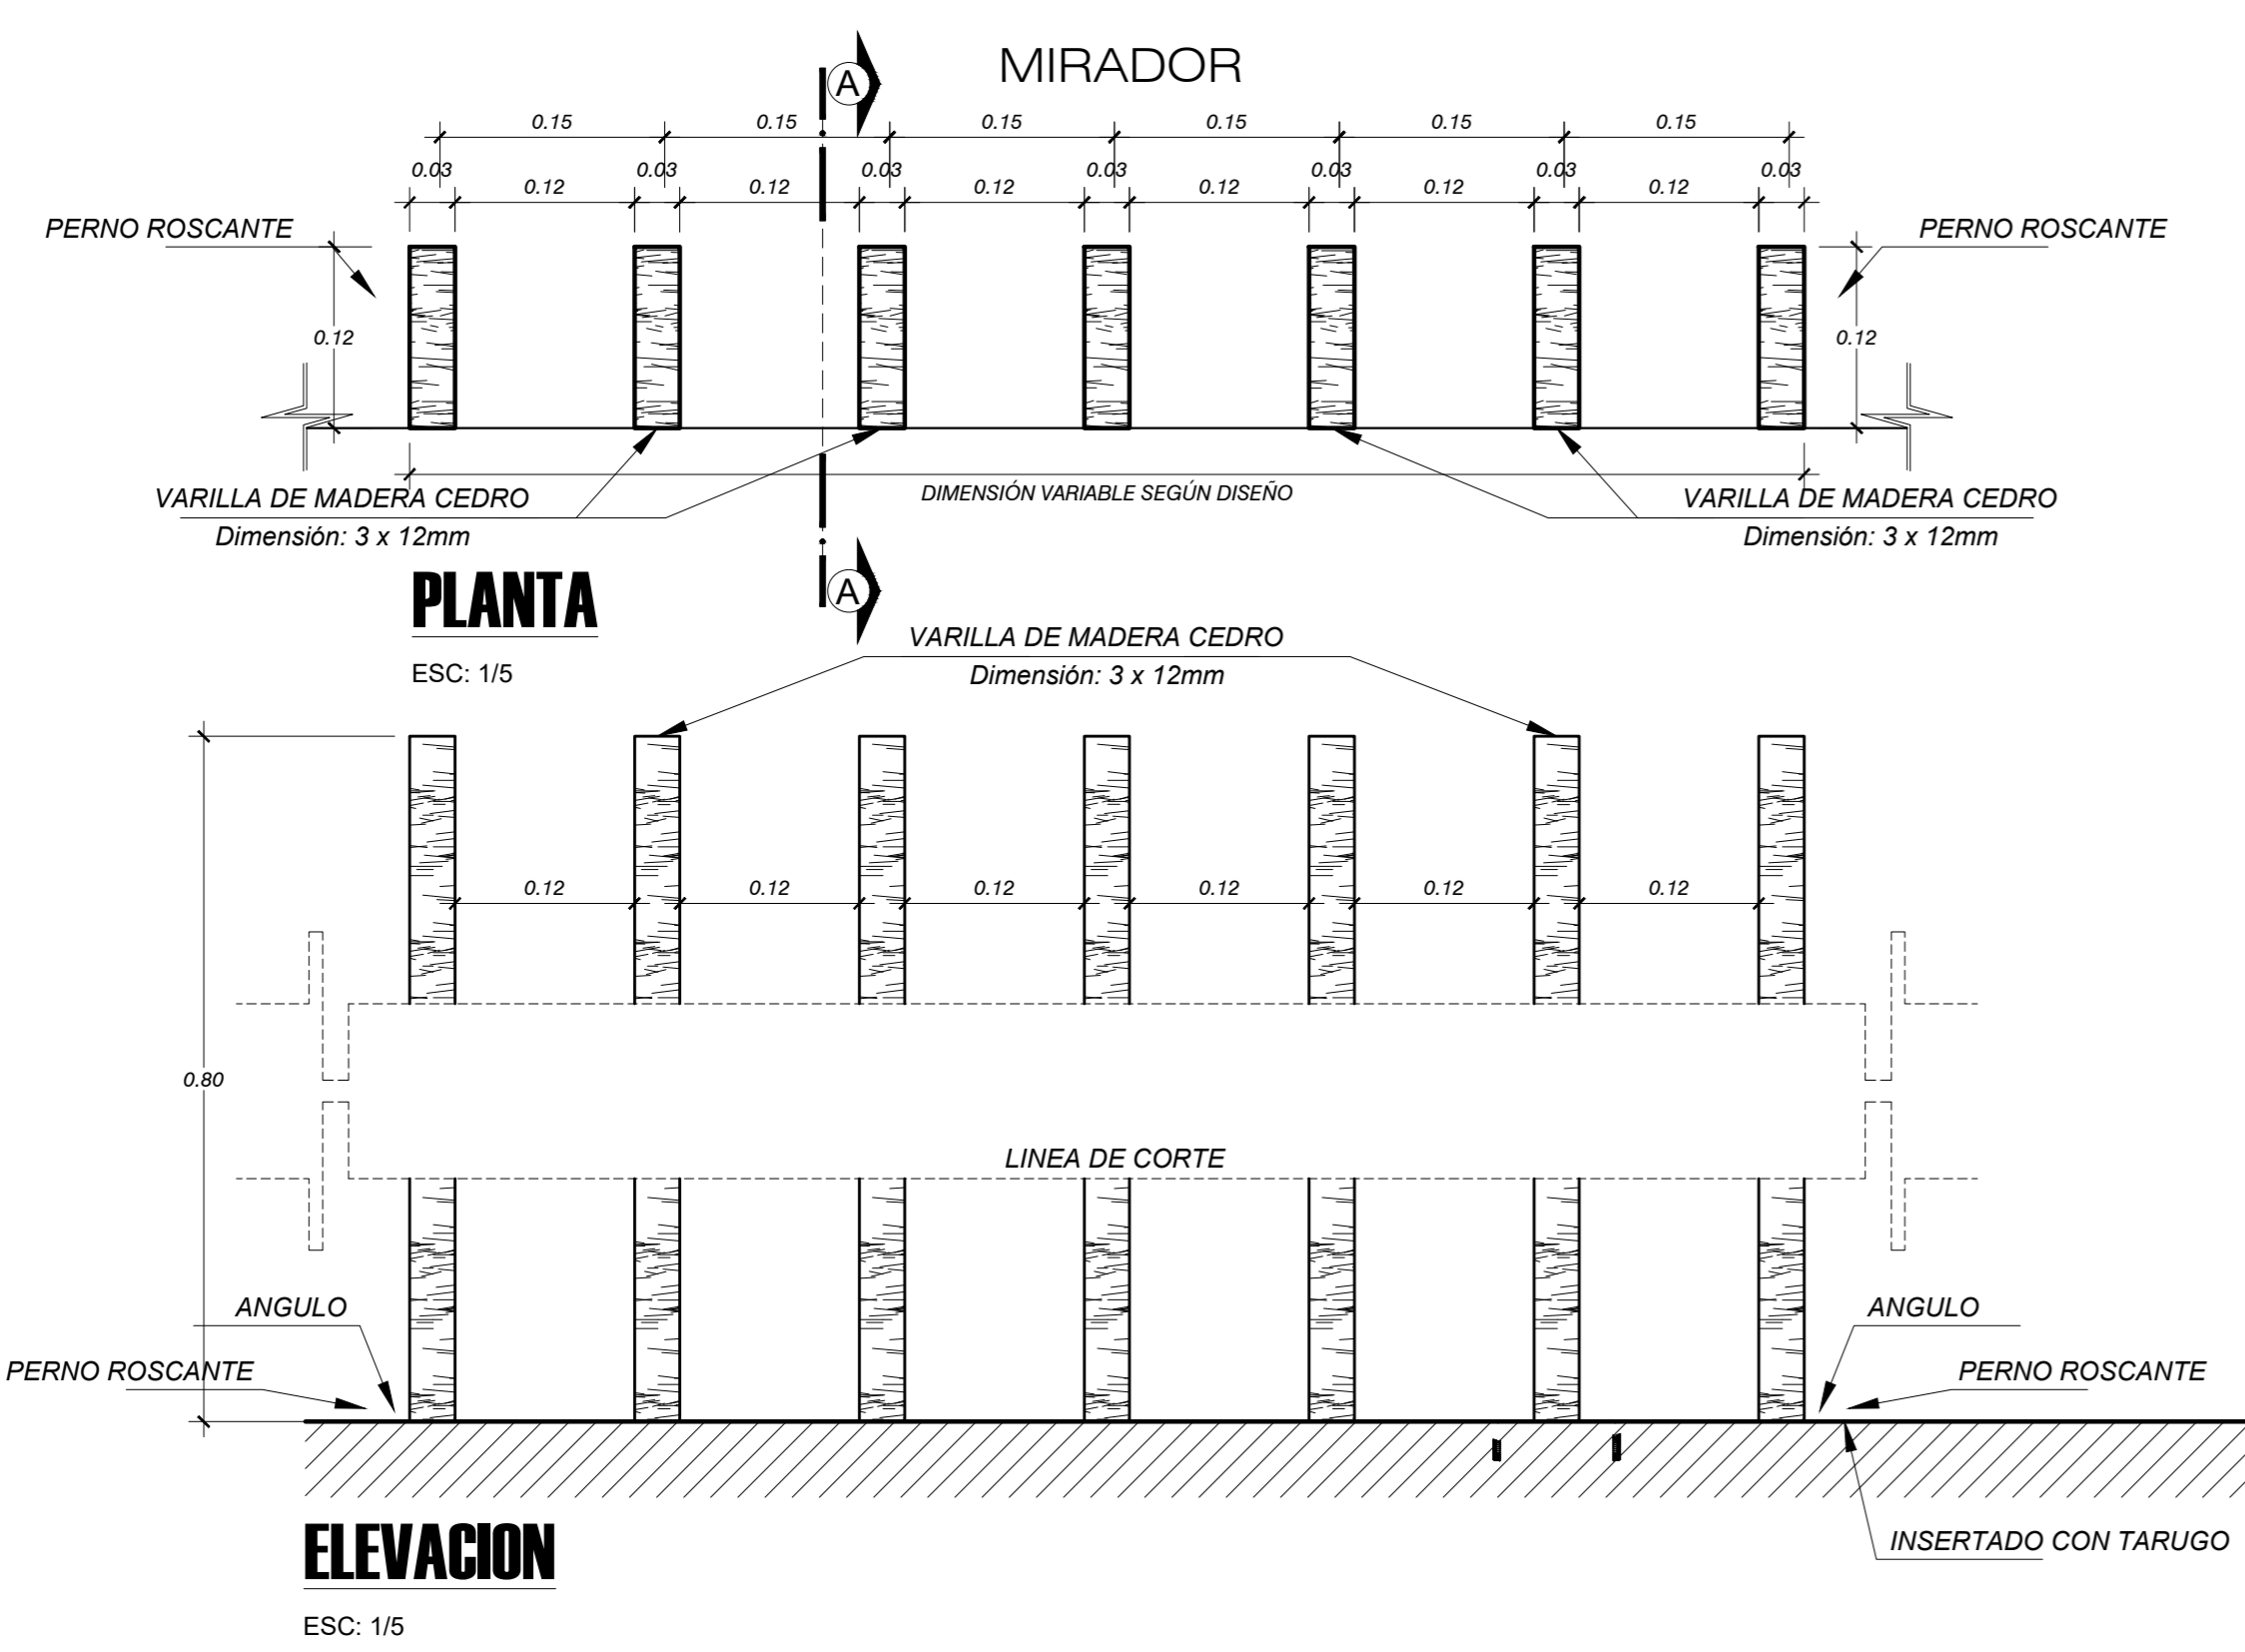 MIRADOR
A
0.15 0.15 0.15 0.15 0.15 0.15
0.03 0.03 0.03 0.03 0.03 0.03 0.03
0.12 0.12 0.12 0.12 0.12 0.12
PERNO ROSCANTE
PERNO ROSCANTE
0.12
0.12
VARILLA DE MADERA CEDRO
Dimensión: 3 x 12mm
DIMENSIÓN VARIABLE SEGÚN DISEÑO
VARILLA DE MADERA CEDRO
Dimensión: 3 x 12mm
A
PLANTA
ESC: 1/5
VARILLA DE MADERA CEDRO
Dimensión: 3 x 12mm
0.12 0.12 0.12 0.12 0.12 0.12
0.80
LINEA DE CORTE
ANGULO
PERNO ROSCANTE
ANGULO
PERNO ROSCANTE
INSERTADO CON TARUGO
ELEVACION
ESC: 1/5